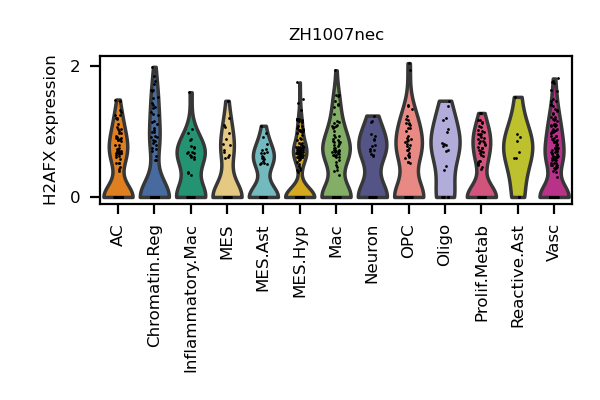 ZH1007nec
H2AFX expression
2
0
AC
Chromatin.Reg
Inflammatory.Mac
MES
MES.Ast
MES.Hyp
Mac
Neuron
OPC
Oligo
Prolif.Metab
Reactive.Ast
Vasc